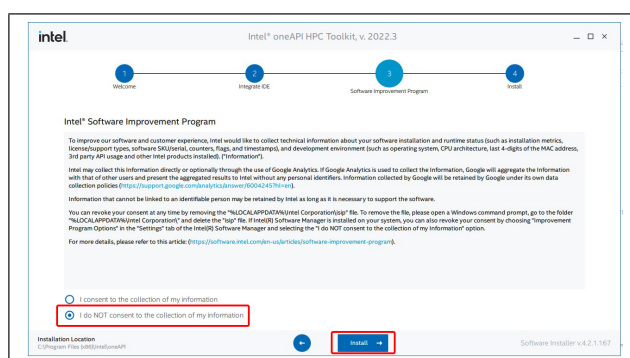 intel.
Intel® oneAPI HPC Toolkit, v. 2022.3
1
2
3
4
Welcome
Integrate IDE
Software Improvement Program
Install
Intel® Software Improvement Program
To improve our software and customer experience, Intel would like to collect technical information about your software installation and runtime status (such as installation metrics,
license/support types, software SKU/serial, counters, flags, and timestamps), and development environment (such as operating system, CPU architecture, last 4-digits of the MAC address,
3rd party API usage and other Intel products installed). ("Information").
Intel may collect this Information directly or optionally through the use of Google Analytics. If Google Analytics is used to collect the Information, Google will aggregate the Information
with that of other users and present the aggregated results to Intel without any personal identifiers. Information collected by Google will be retained by Google under its own data
collection policies (https://support.google.com/analytics/answer/6004245?hl=en).
Information that cannot be linked to an identifiable person may be retained by Intel as long as it is necessary to support the software.
You can revoke your consent at any time by removing the "%LOCALAPPDATA%\Intel Corporation\isip" file. To remove the file, please open a Windows command prompt, go to the folder
"%LOCALAPPDATA%\Intel Corporation\" and delete the "isip" file. If Intel(R) Software Manager is installed on your system, you can also revoke your consent by choosing "Improvement
Program Options" in the "Settings" tab of the Intel(R) Software Manager and selecting the "I do NOT consent to the collection of my information" option.
For more details, please refer to this article: (https://software.intel.com/en-us/articles/software-improvement-program).
I consent to the collection of my information
I do NOT consent to the collection of my information
Installation Location
C:\Program Files (x86)\Intel\oneAPI
Install
Software Installer v.4.2.1.167